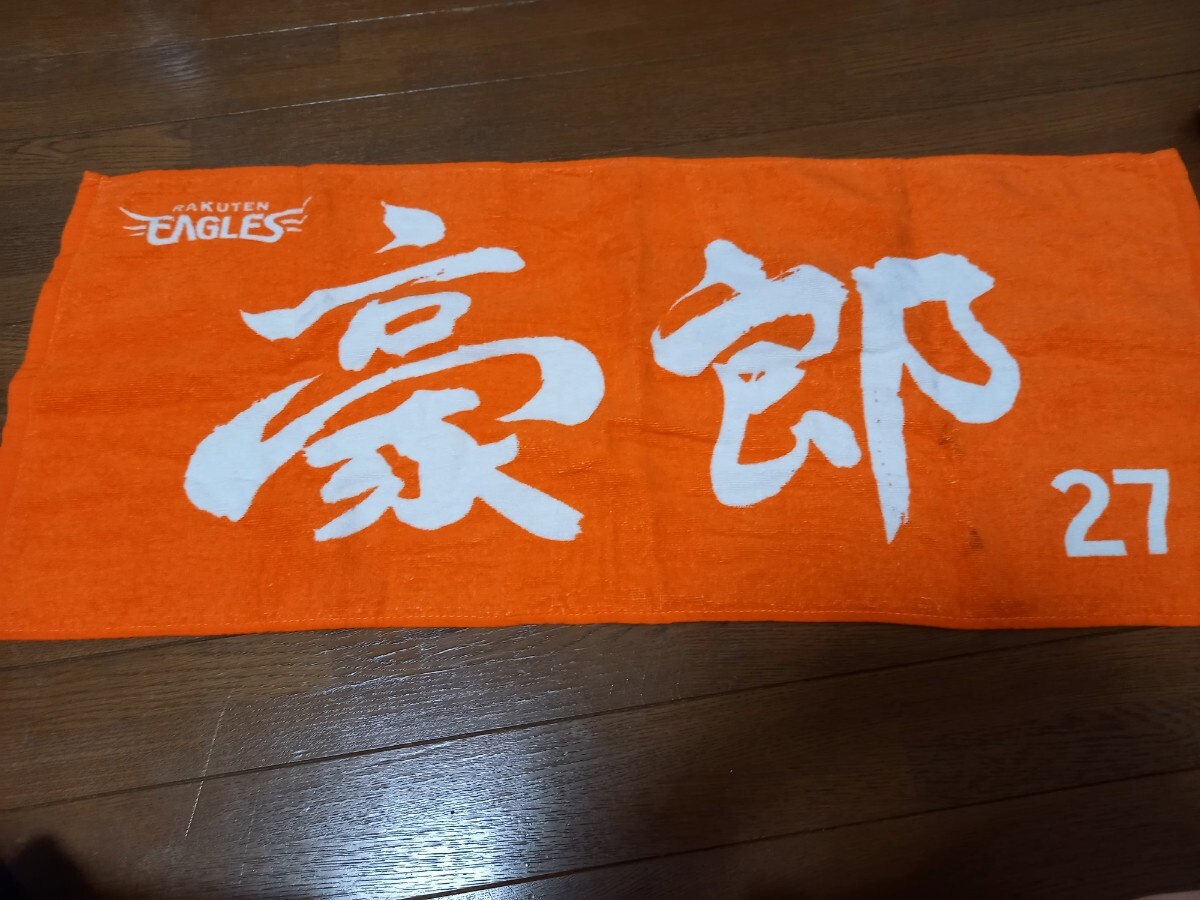 RAKUTEN
EAGLES
豪郎
27